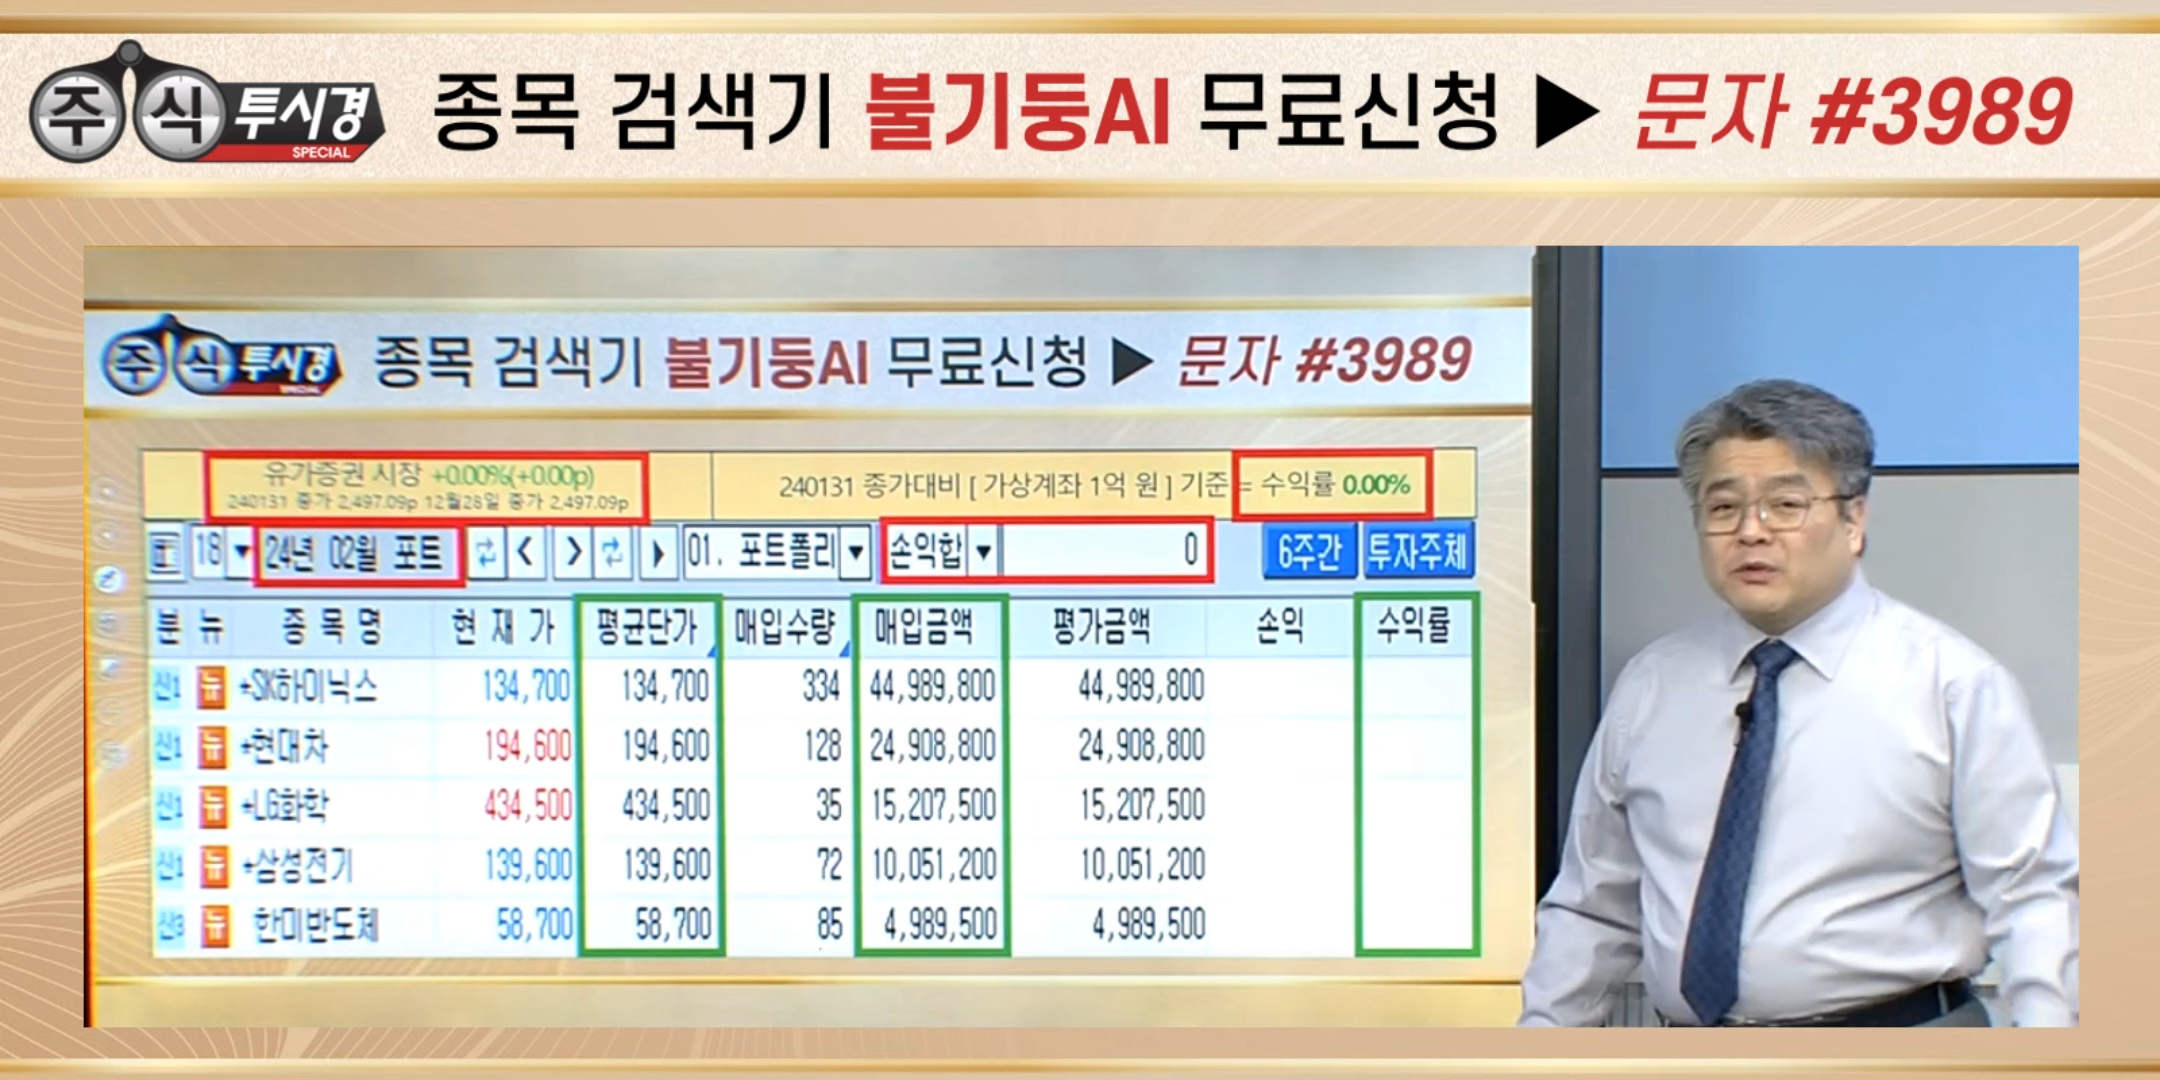 주식투시경 SPECIAL 종목 검색기 불기둥AI 무료신청 ▶ 문자 #3989
주식투시경 SPECIAL 종목 검색기 불기둥AI 무료신청 ▶ 문자 #3989
유가증권 시장 +0.00%(+0.00p)
240131 종가 2,497.09p 12월28일 종가 2,497.09p
240131 종가대비 [ 가상계좌 1억 원 ] 기준 = 수익률 0.00%
18 ▼ 24년 02월 포트 < > 01. 포트폴리 ▼ 손익합 ▼ 0 6주간 투자주체
분 뉴 종목명 현재가 평균단가 매입수량 매입금액 평가금액 손익 수익률
신1 뉴 +SK하이닉스 134,700 134,700 334 44,989,800 44,989,800
신1 뉴 +현대차 194,600 194,600 128 24,908,800 24,908,800
신1 뉴 +LG화학 434,500 434,500 35 15,207,500 15,207,500
신1 뉴 +삼성전기 139,600 139,600 72 10,051,200 10,051,200
신3 뉴 한미반도체 58,700 58,700 85 4,989,500 4,989,500